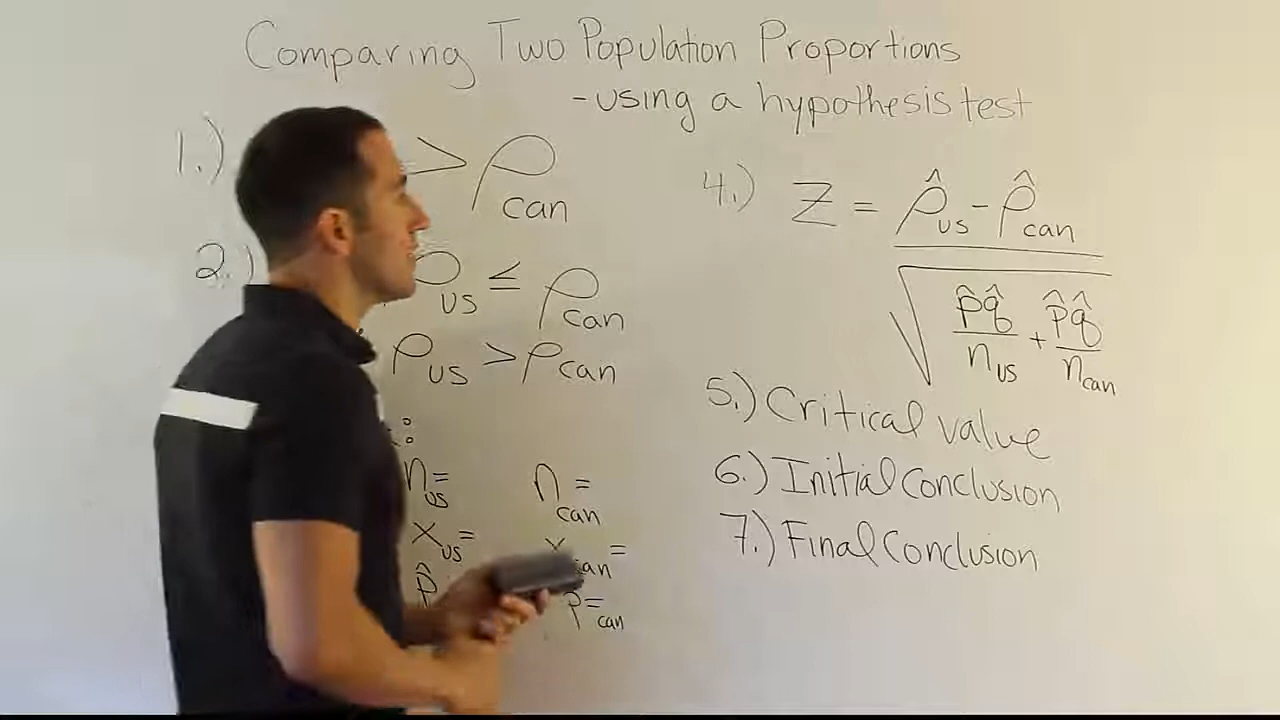 Comparing Two Population Proportions
-using a hypothesis test
1.) > ρ can
2.) ρ us ≤ ρ can
ρ us > ρ can
n us = n can =
x us = x can =
p̂ p̂ can =
4.) Z = ρ̂ us - ρ̂ can
√ p̂q̂/n us + p̂q̂/n can
5.) Critical value
6.) Initial Conclusion
7.) Final Conclusion